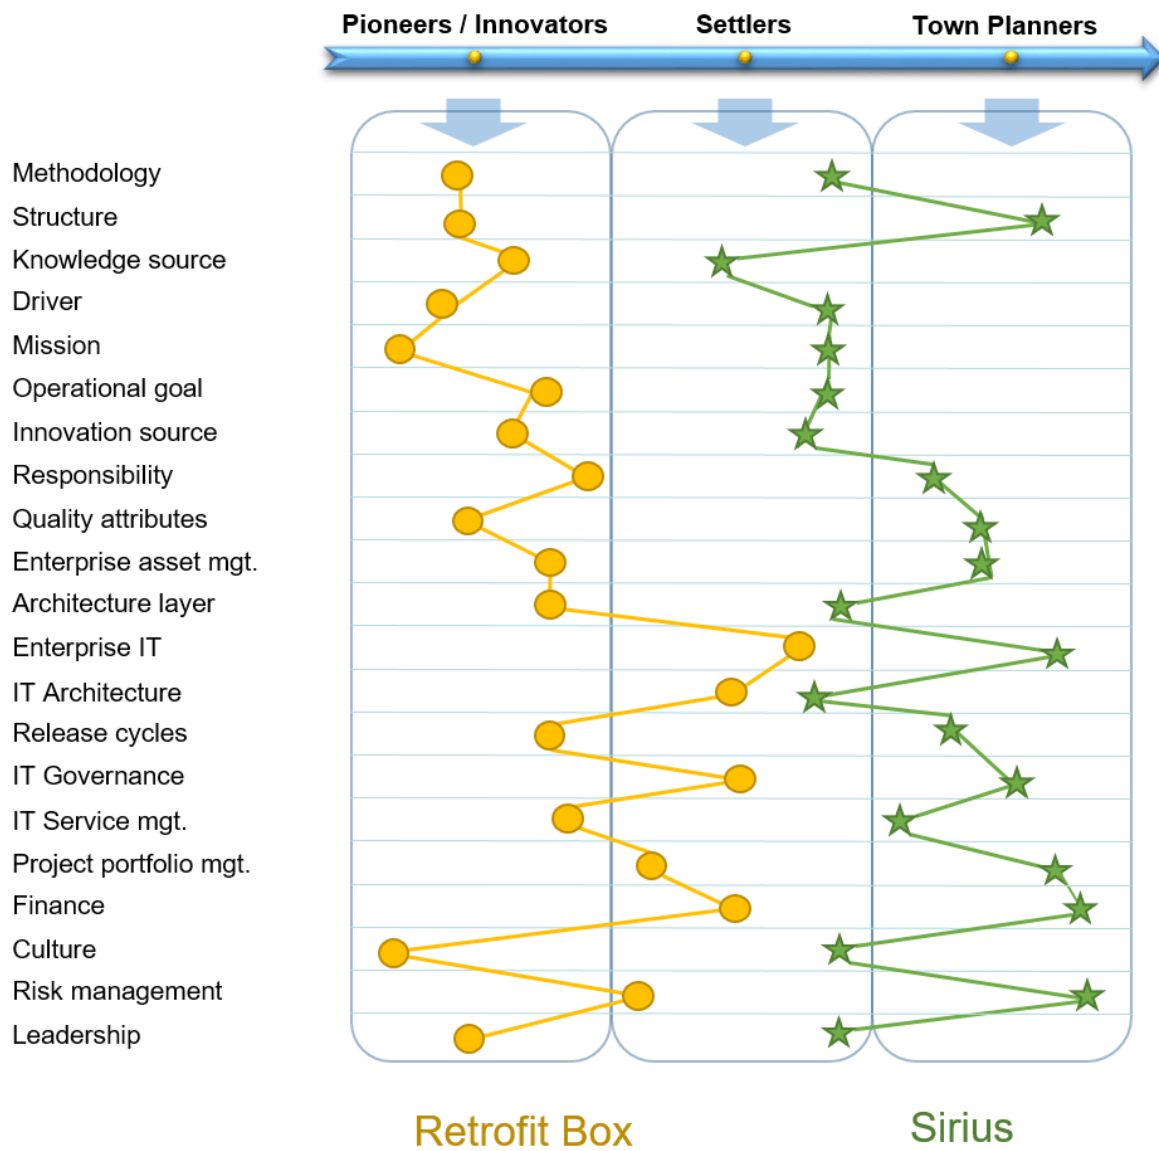 Pioneers / Innovators Settlers Town Planners
Methodology
Structure
Knowledge source
Driver
Mission
Operational goal
Innovation source
Responsibility
Quality attributes
Enterprise asset mgt.
Architecture layer
Enterprise IT
IT Architecture
Release cycles
IT Governance
IT Service mgt.
Project portfolio mgt.
Finance
Culture
Risk management
Leadership
Retrofit Box Sirius